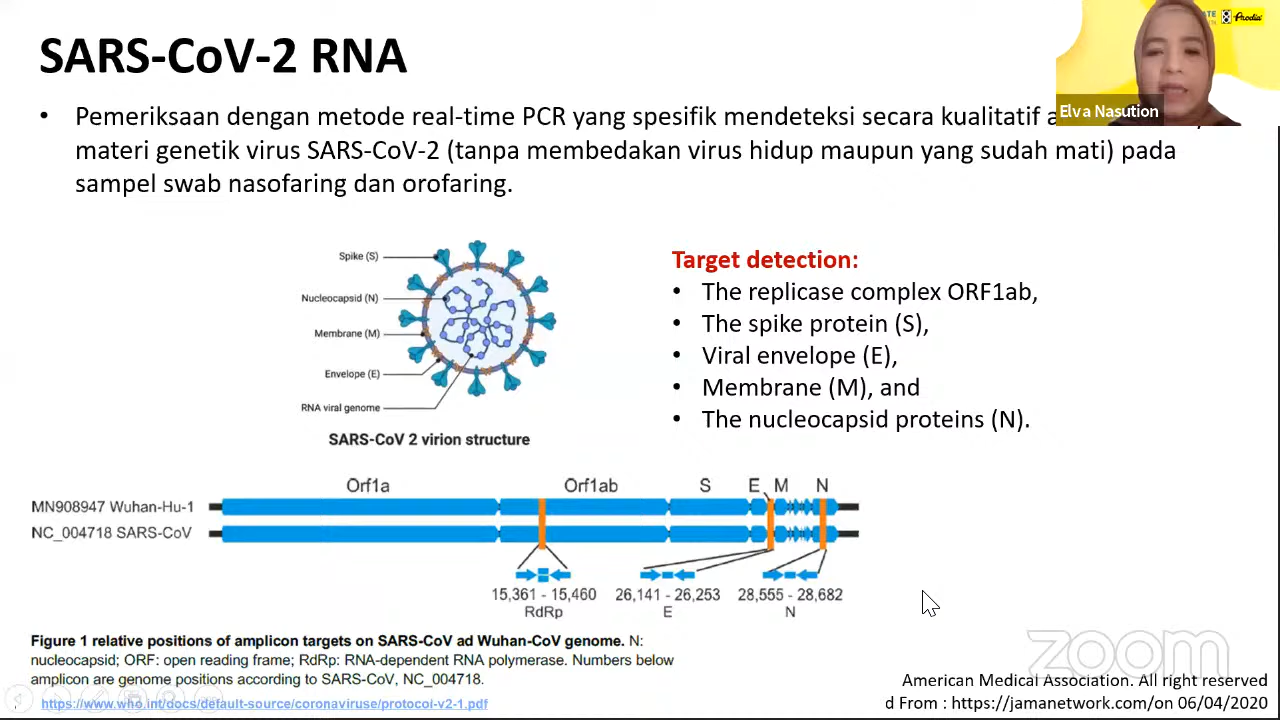 SARS-CoV-2 RNA
Prodia
Elva Nasution
• Pemeriksaan dengan metode real-time PCR yang spesifik mendeteksi secara kualitatif
materi genetik virus SARS-CoV-2 (tanpa membedakan virus hidup maupun yang sudah mati) pada
sampel swab nasofaring dan orofaring.
Spike (S)
Nucleocapsid (N)
Membrane (M)
Envelope (E)
RNA viral genome
SARS-CoV 2 virion structure
Target detection:
• The replicase complex ORF1ab,
• The spike protein (S),
• Viral envelope (E),
• Membrane (M), and
• The nucleocapsid proteins (N).
Orf1a Orf1ab S E M N
MN908947 Wuhan-Hu-1
NC_004718 SARS-CoV
15,361 - 15,460 26,141 - 26,253 28,555 - 28,682
RdRp E N
Figure 1 relative positions of amplicon targets on SARS-CoV ad Wuhan-CoV genome. N:
nucleocapsid; ORF: open reading frame; RdRp: RNA-dependent RNA polymerase. Numbers below
amplicon are genome positions according to SARS-CoV, NC_004718.
https://www.who.int/docs/default-source/coronaviruse/protocol-v2-1.pdf
zoom
American Medical Association. All right reserved
d From : https://jamanetwork.com/on 06/04/2020